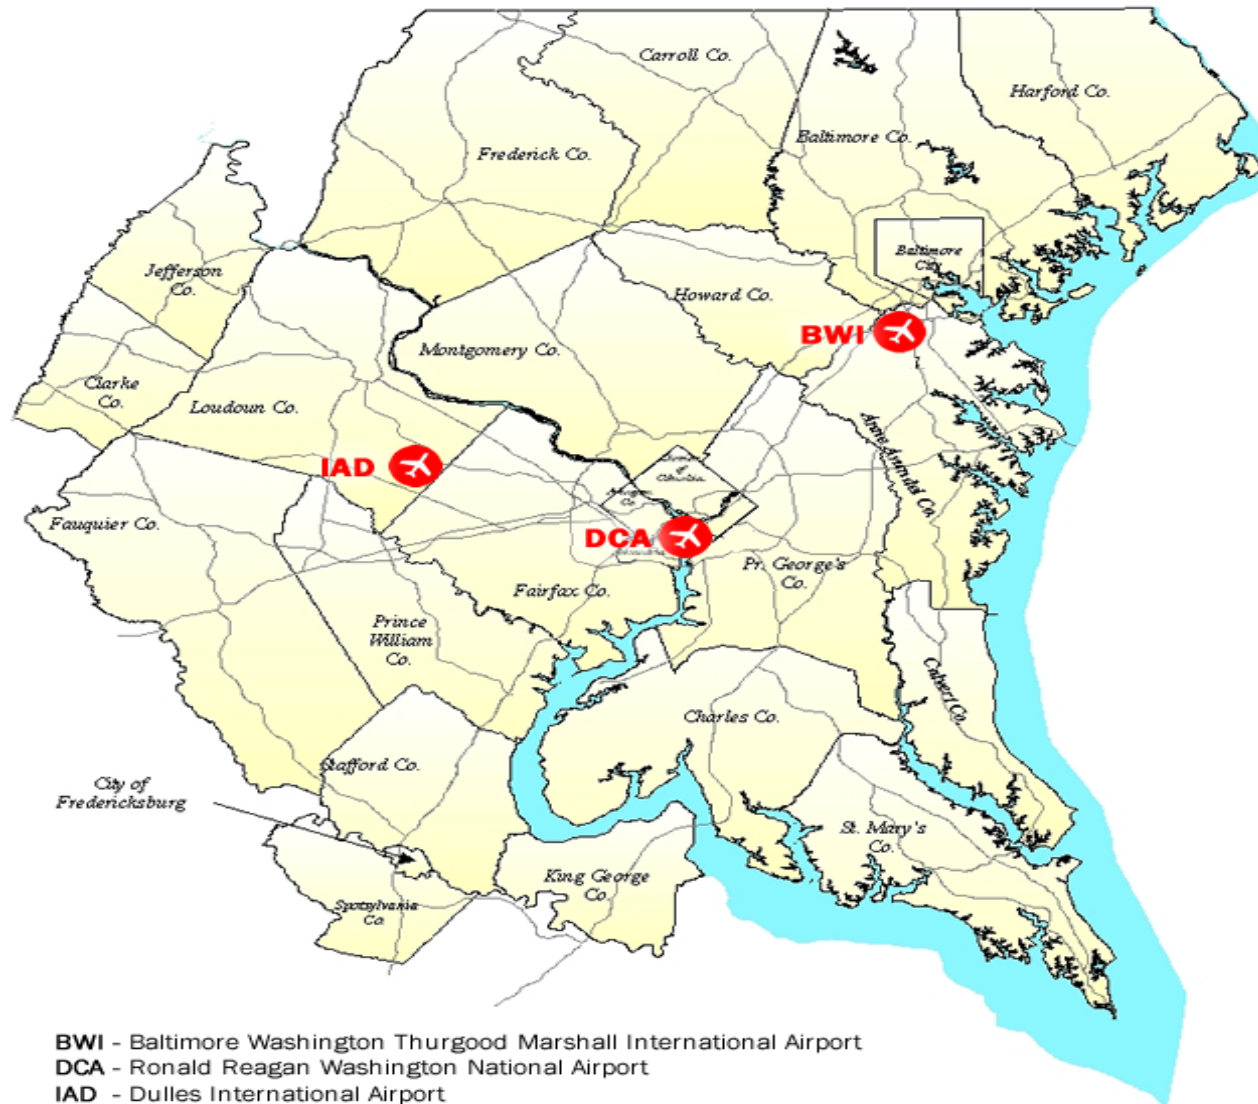 Carroll Co.
Harford Co.
Baltimore Co.
Frederick Co.
Baltimore
City
Jefferson
Co.
Howard Co.
BWI
Montgomery Co.
Clarke
Co.
Loudoun Co.
Anne Arundel Co.
IAD
of
Columbia
Co
Fauquier Co.
DCA
Pr. George's
Co.
Fairfax Co.
Prince
William
Co.
Calvert Co.
Charles Co.
Stafford Co.
City of
Fredericksburg
St. Mary's
Co.
King George
Co.
Spotsylvania
Co.
BWI - Baltimore Washington Thurgood Marshall International Airport
DCA - Ronald Reagan Washington National Airport
IAD - Dulles International Airport